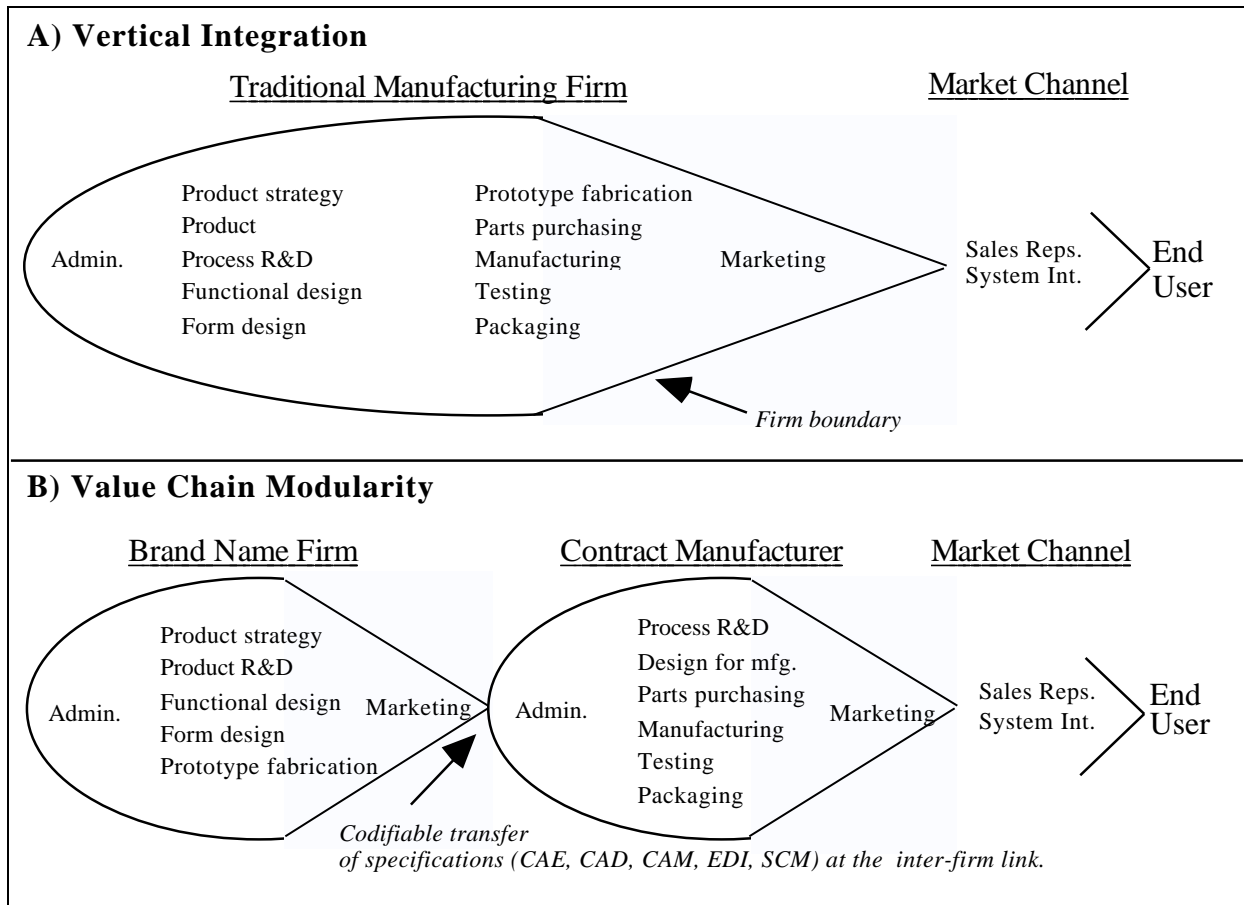 A) Vertical Integration
Traditional Manufacturing Firm
Market Channel
Admin.
Product strategy
Product
Process R&D
Functional design
Form design
Prototype fabrication
Parts purchasing
Manufacturing
Testing
Packaging
Marketing
Sales Reps.
System Int.
End
User
Firm boundary
B) Value Chain Modularity
Brand Name Firm
Contract Manufacturer
Market Channel
Admin.
Product strategy
Product R&D
Functional design
Form design
Prototype fabrication
Marketing
Admin.
Process R&D
Design for mfg.
Parts purchasing
Manufacturing
Testing
Packaging
Marketing
Sales Reps.
System Int.
End
User
Codifiable transfer
of specifications (CAE, CAD, CAM, EDI, SCM) at the inter-firm link.